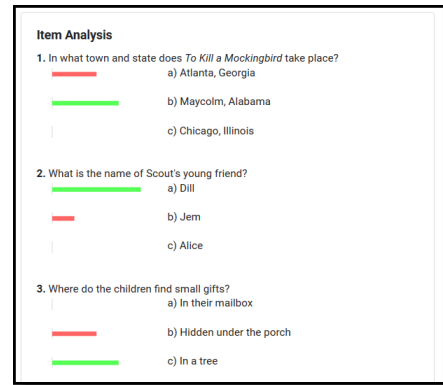 Item Analysis
1. In what town and state does To Kill a Mockingbird take place?
a) Atlanta, Georgia
b) Maycolm, Alabama
c) Chicago, Illinois
2. What is the name of Scout's young friend?
a) Dill
b) Jem
c) Alice
3. Where do the children find small gifts?
a) In their mailbox
b) Hidden under the porch
c) In a tree